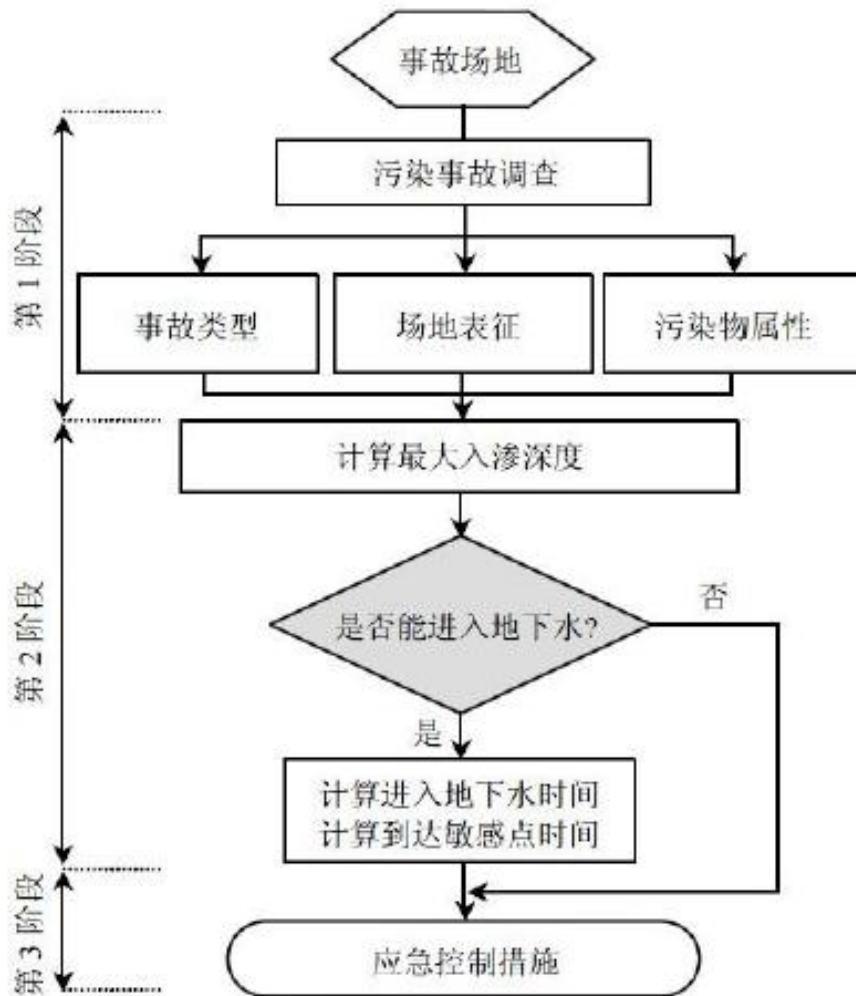 事故场地
污染事故调查
第1阶段
事故类型
场地表征
污染物属性
计算最大入渗深度
第2阶段
是否能进入地下水?
否
是
计算进入地下水时间
计算到达敏感点时间
第3阶段
应急控制措施